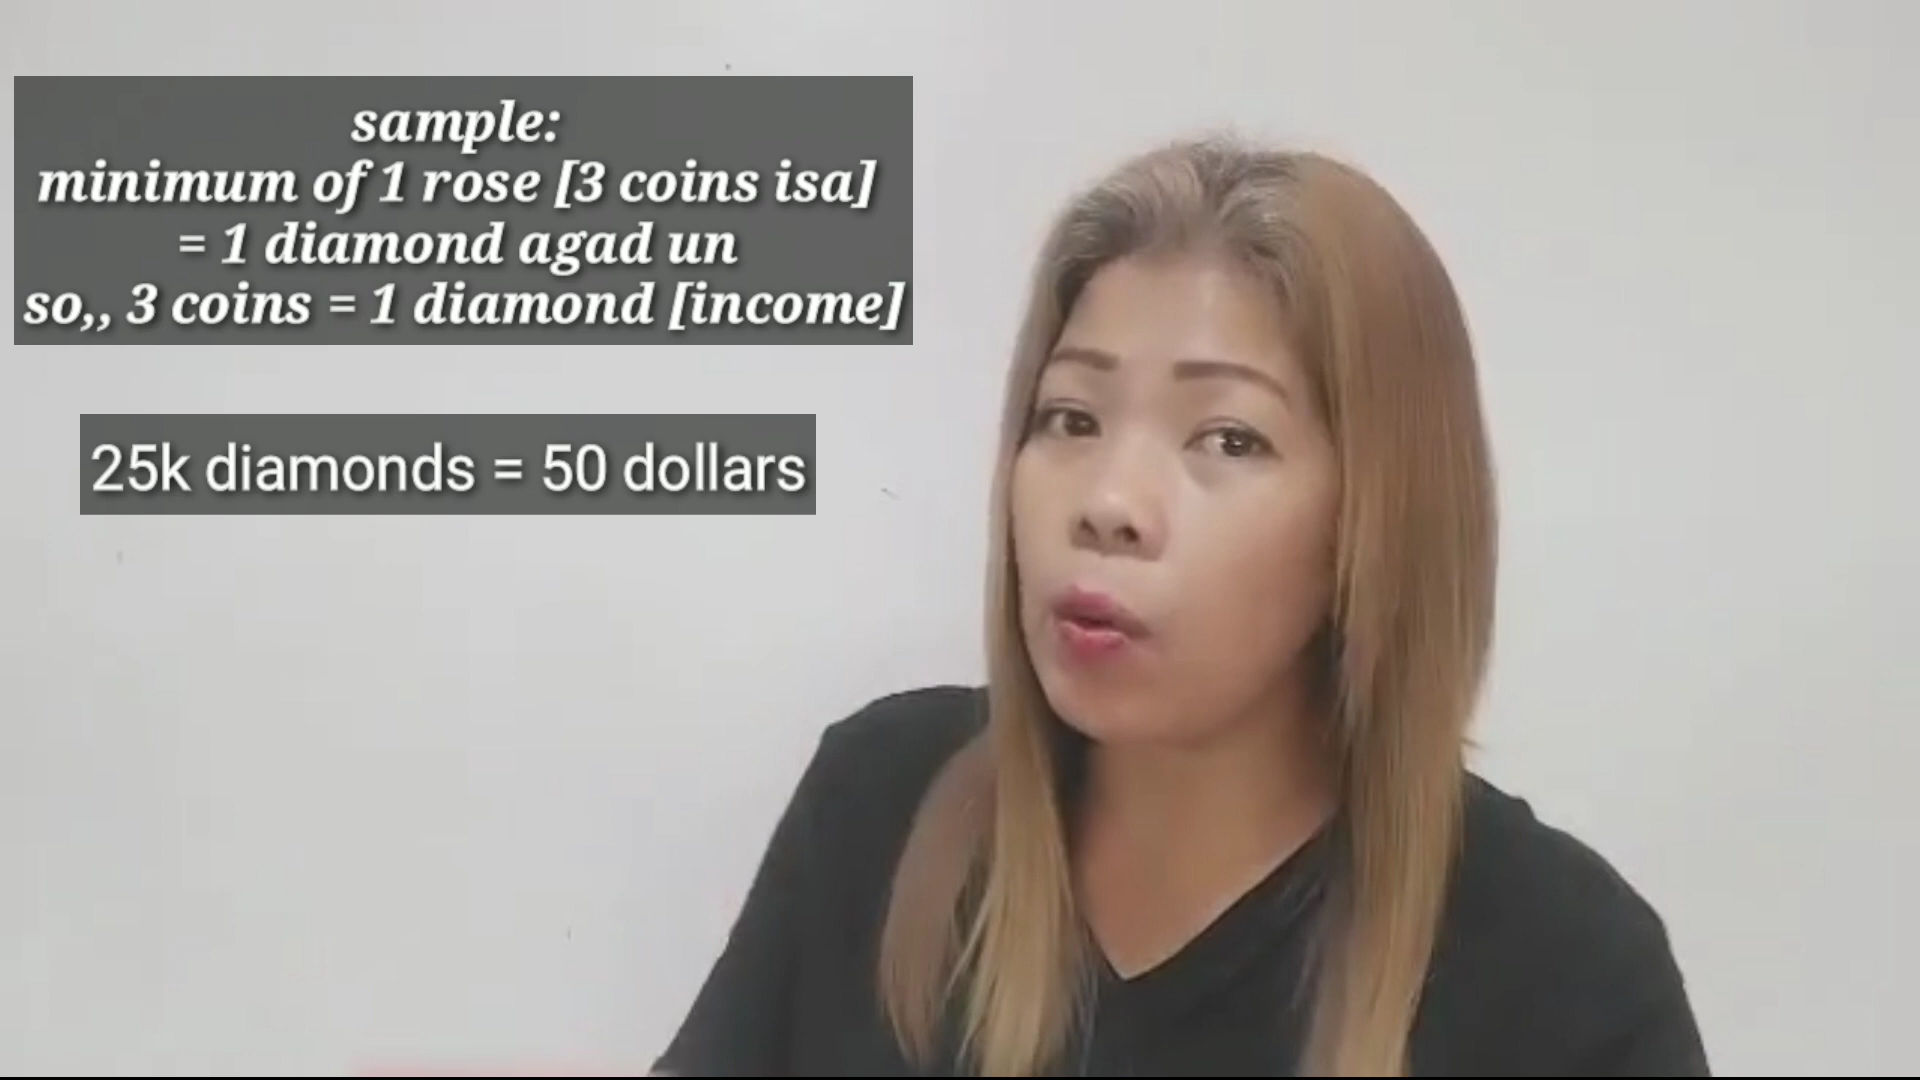 sample:
minimum of 1 rose [3 coins isa]
= 1 diamond agad un
so,, 3 coins = 1 diamond [income]
25k diamonds = 50 dollars